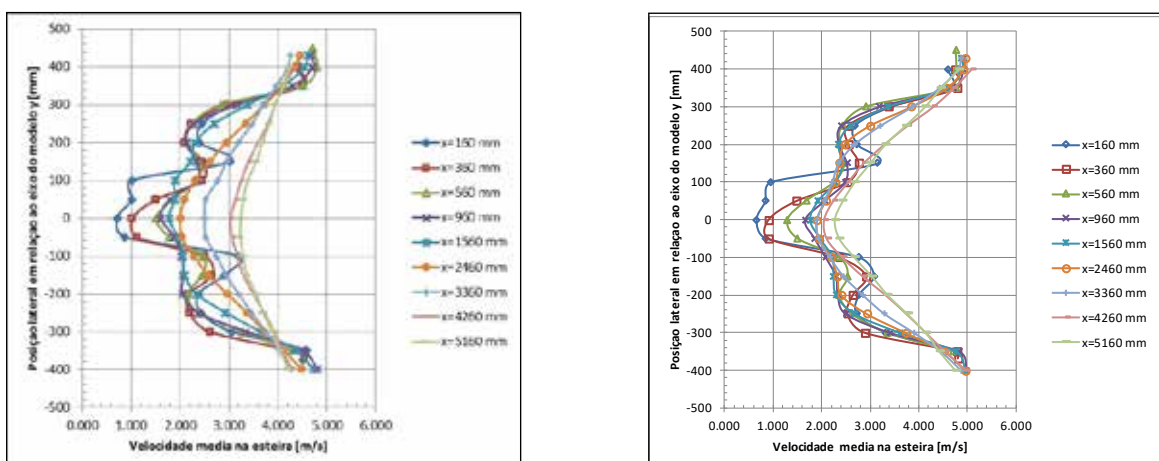 500
400
300
200
100
0
-100
-200
-300
-400
-500
0.000 1.000 2.000 3.000 4.000 5.000 6.000
Posiçao lateral em relaçao ao eixo do modelo y [mm]
Velocidade media na esteira [m/s]
x=160 mm
x=360 mm
x=560 mm
x=960 mm
x=1560 mm
x=2460 mm
x=3360 mm
x=4260 mm
x=5160 mm
500
400
300
200
100
0
-100
-200
-300
-400
-500
0.000 1.000 2.000 3.000 4.000 5.000 6.000
Posiçao lateral em relaçao ao eixo do modelo y [mm]
Velocidade media na esteira [m/s]
x=160 mm
x=360 mm
x=560 mm
x=960 mm
x=1560 mm
x=2460 mm
x=3360 mm
x=4260 mm
x=5160 mm